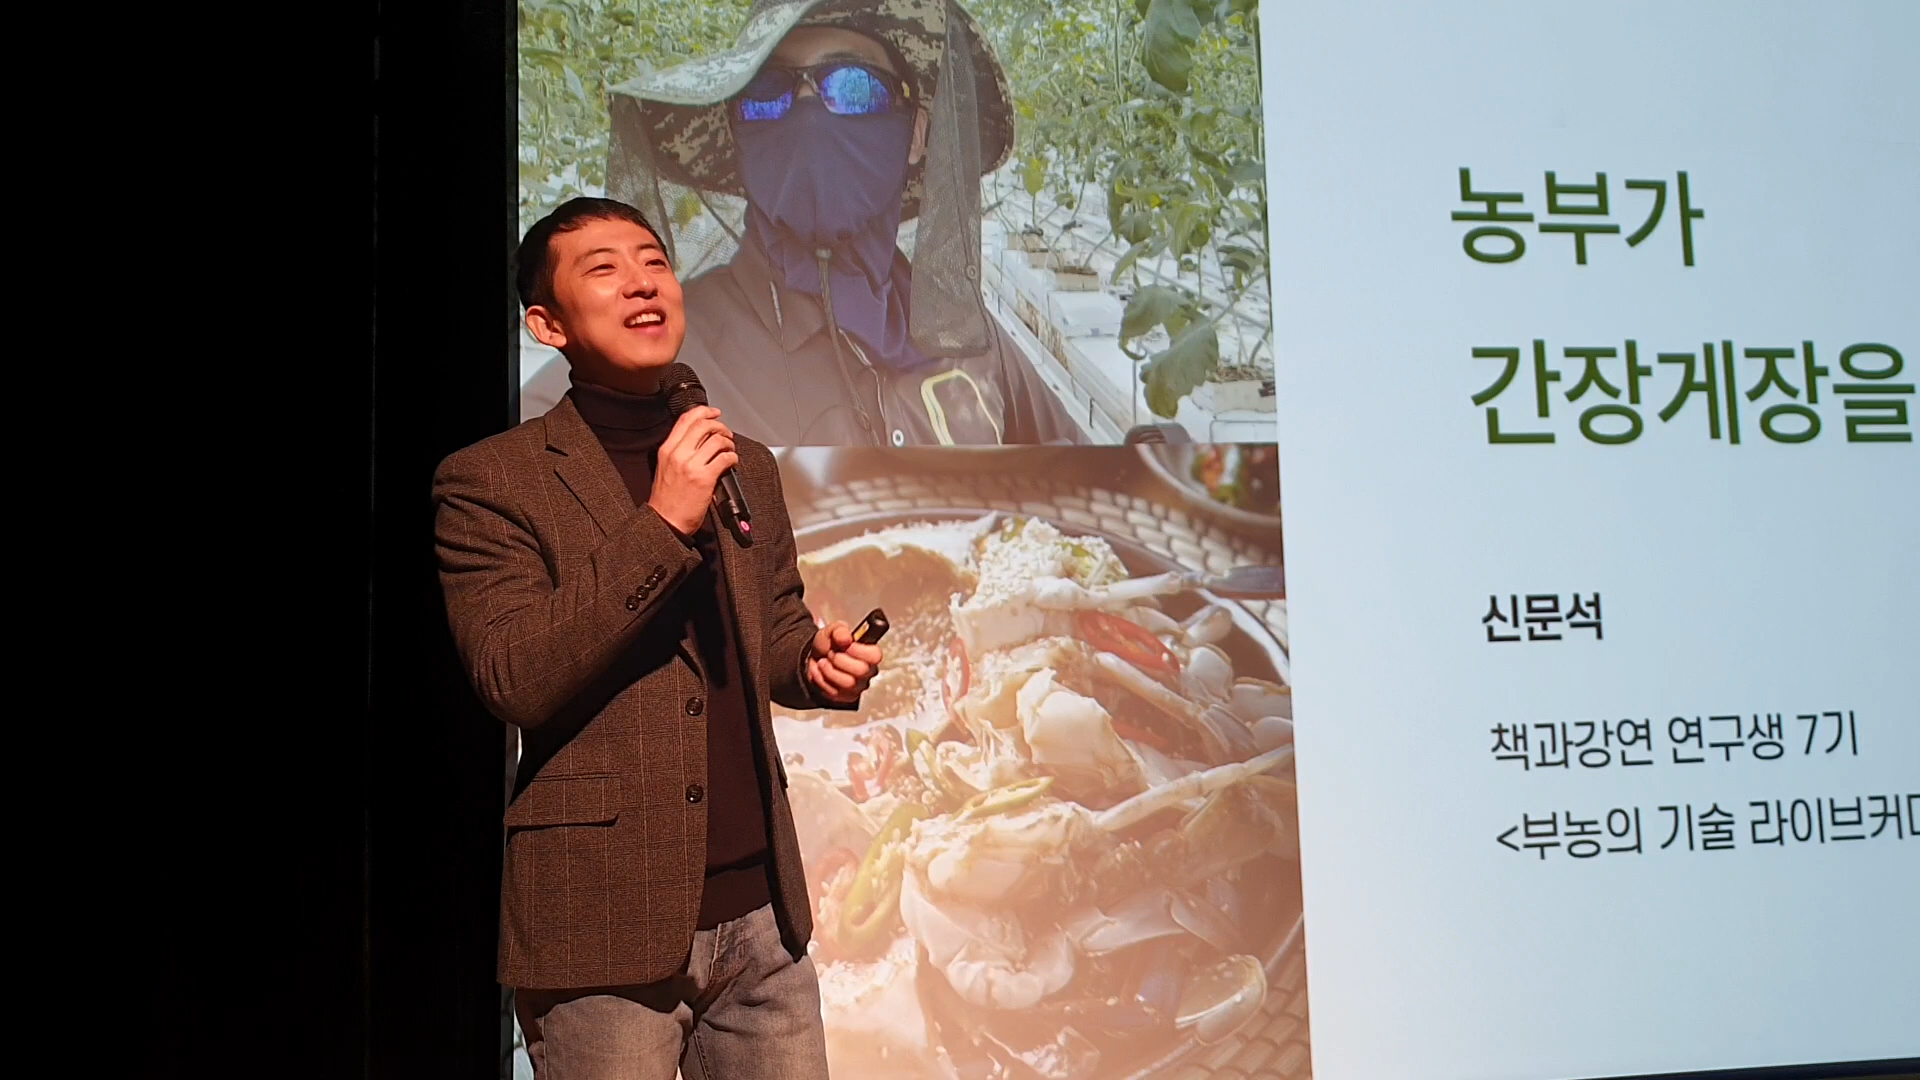 농부가
간장게장을
신문석
책과강연 연구생 7기
<부농의 기술 라이브커